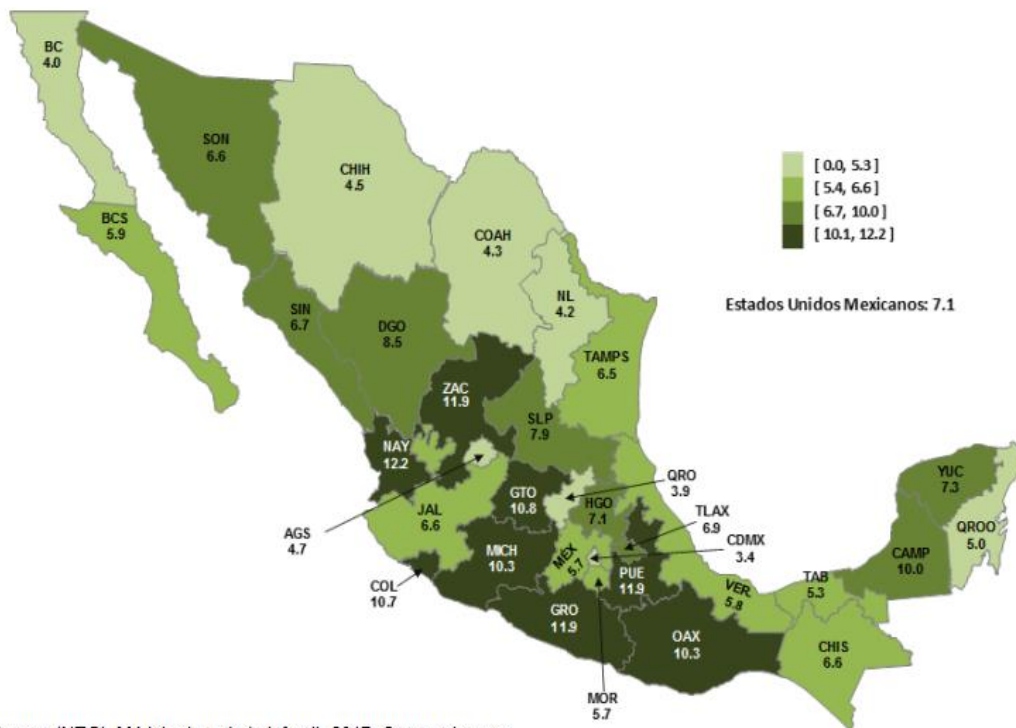 BC
4.0
SON
6.6
CHIH
4.5
BCS
5.9
COAH
4.3
NL
4.2
SIN
6.7
DGO
8.5
TAMPS
6.5
ZAC
11.9
SLP
7.9
NAY
12.2
AGS
4.7
JAL
6.6
GTO
10.8
QRO
3.9
HGO
7.1
TLAX
6.9
CDMX
3.4
MICH
10.3
COL
10.7
MEX
5.7
PUE
11.9
VER.
5.8
GRO
11.9
OAX
10.3
MOR
5.7
TAB
5.3
CHIS
6.6
YUC
7.3
QROO
5.0
CAMP
10.0
[ 0.0, 5.3 ]
[ 5.4, 6.6 ]
[ 6.7, 10.0 ]
[ 10.1, 12.2 ]
Estados Unidos Mexicanos: 7.1